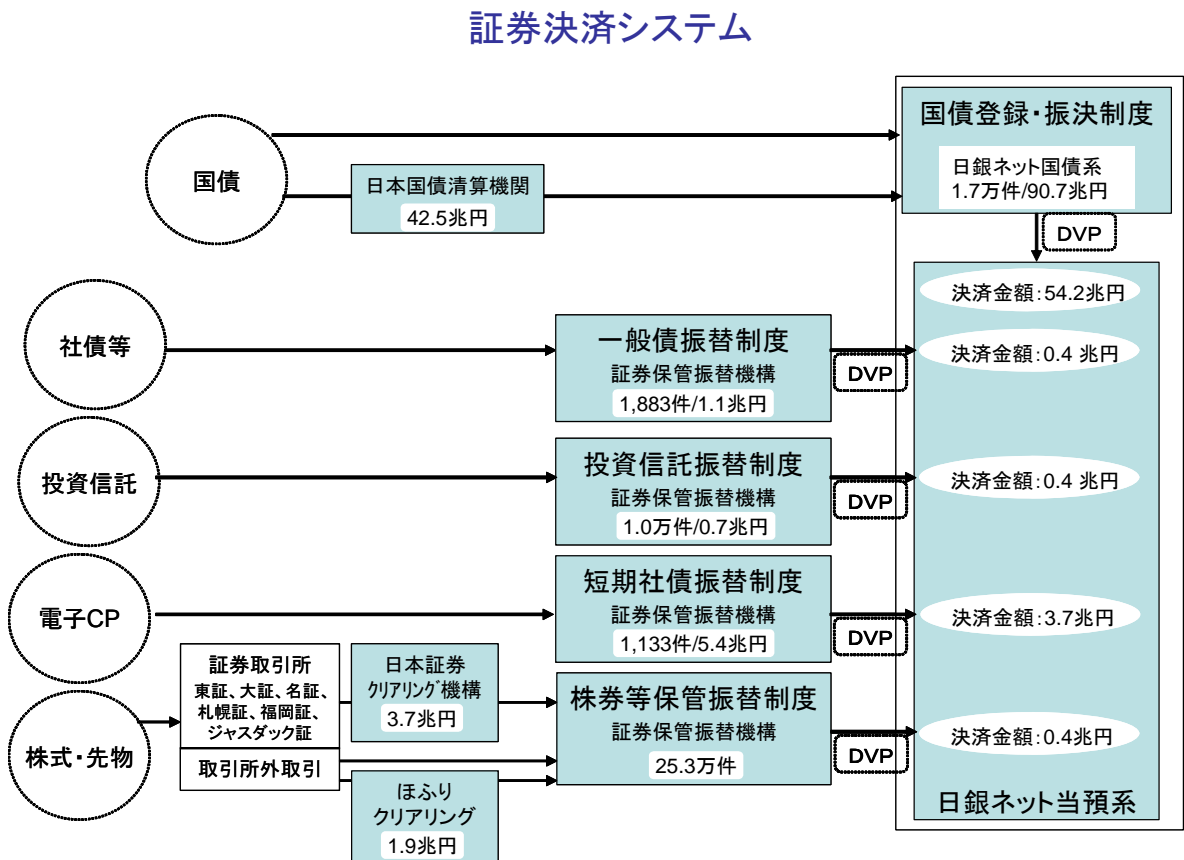 証券決済システム
国債
日本国債清算機関
42.5兆円
国債登録・振決制度
日銀ネット国債系
1.7万件/90.7兆円
DVP
決済金額:54.2兆円
社債等
一般債振替制度
証券保管振替機構
1,883件/1.1兆円
DVP
決済金額:0.4 兆円
投資信託
投資信託振替制度
証券保管振替機構
1.0万件/0.7兆円
DVP
決済金額:0.4 兆円
電子CP
短期社債振替制度
証券保管振替機構
1,133件/5.4兆円
DVP
決済金額:3.7兆円
株式・先物
証券取引所
東証、大証、名証、
札幌証、福岡証、
ジャスダック証
取引所外取引
日本証券
ｸﾘｱﾘﾝｸﾞ機構
3.7兆円
ほふり
クリアリング
1.9兆円
株券等保管振替制度
証券保管振替機構
25.3万件
DVP
決済金額:0.4兆円
日銀ネット当預系